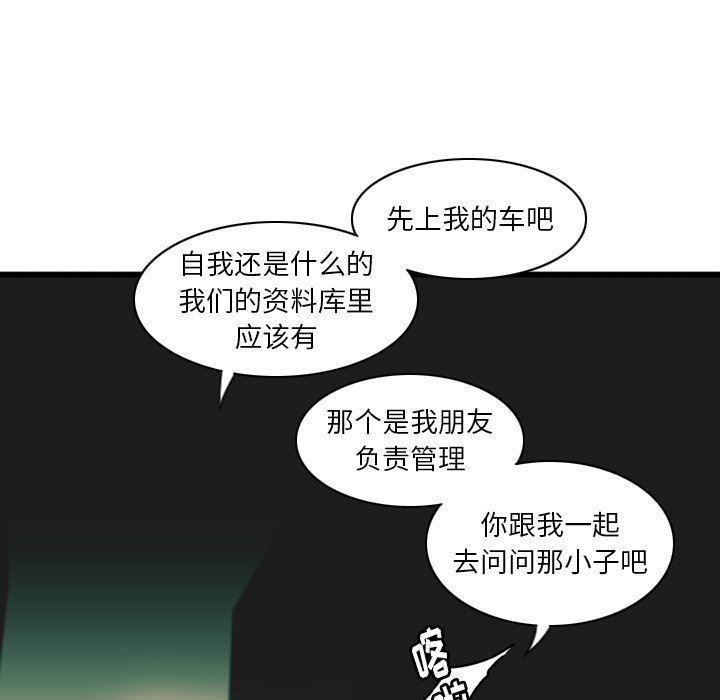 先上我的车吧
自我还是什么的
我们的资料库里
应该有
那个是我朋友
负责管理
你跟我一起
去问问那小子吧
喀
啦